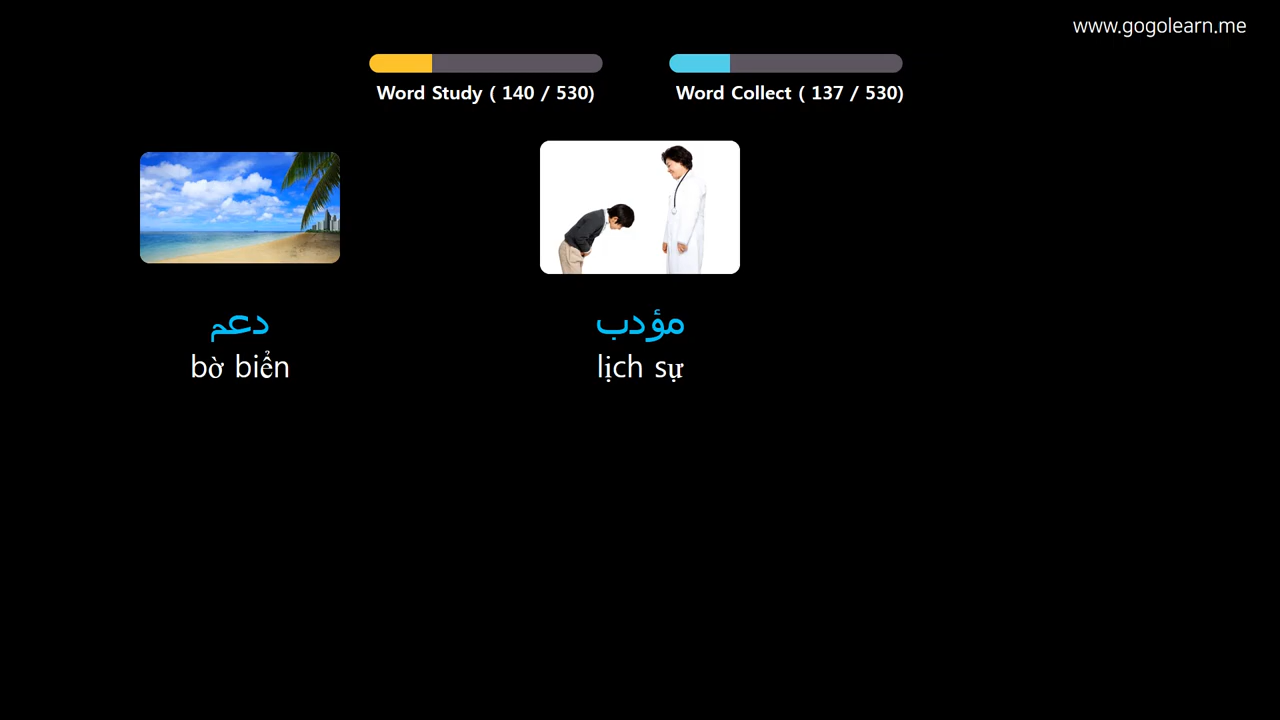 www.gogolearn.me
Word Study ( 140 / 530)
Word Collect ( 137 / 530)
دعم
مؤدب
bờ biển
lịch sự